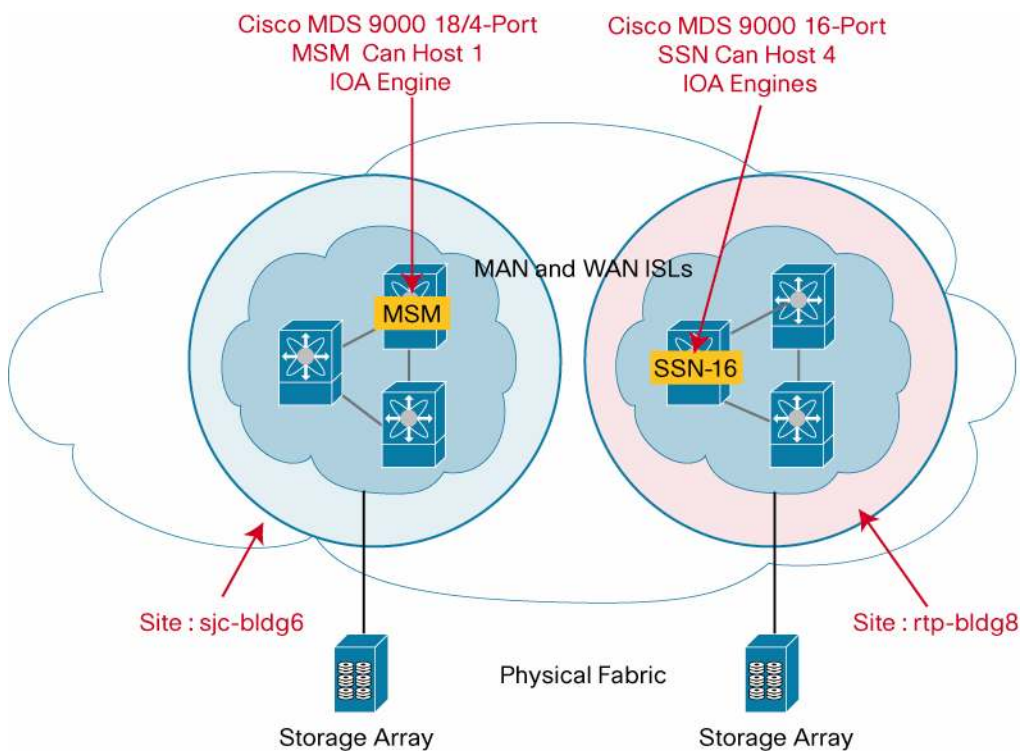 Cisco MDS 9000 18/4-Port
MSM Can Host 1
IOA Engine
Cisco MDS 9000 16-Port
SSN Can Host 4
IOA Engines
MAN and WAN ISLs
MSM
SSN-16
Site : sjc-bldg6
Site : rtp-bldg8
Physical Fabric
Storage Array
Storage Array